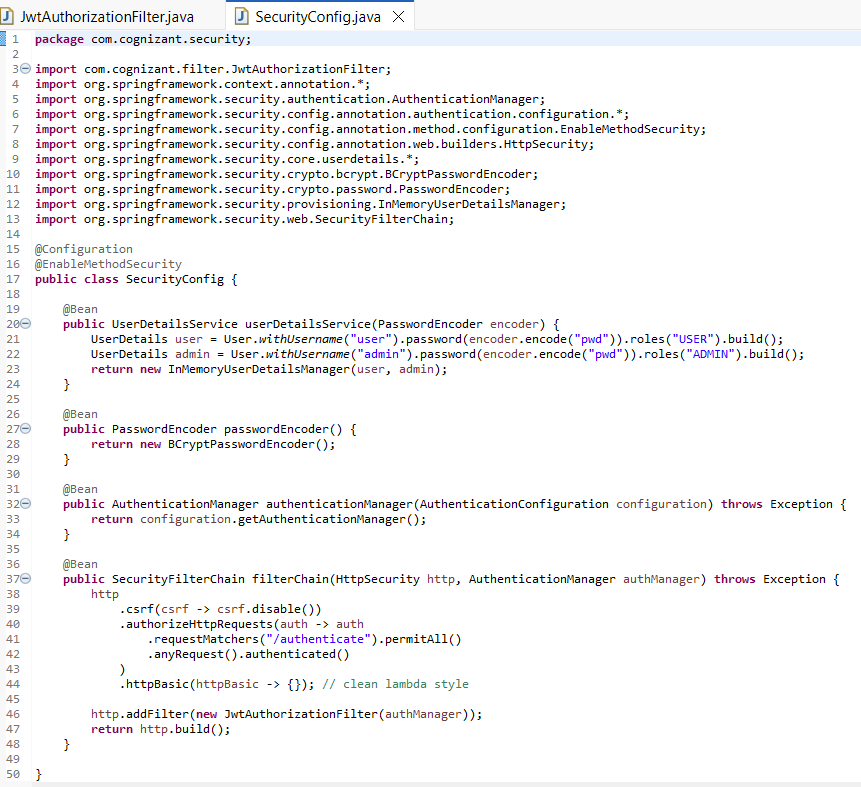 JwtAuthorizationFilter.java SecurityConfig.java
1 package com.cognizant.security;
2
3 import com.cognizant.filter.JwtAuthorizationFilter;
4 import org.springframework.context.annotation.*;
5 import org.springframework.security.authentication.AuthenticationManager;
6 import org.springframework.security.config.annotation.authentication.configuration.*;
7 import org.springframework.security.config.annotation.method.configuration.EnableMethodSecurity;
8 import org.springframework.security.config.annotation.web.builders.HttpSecurity;
9 import org.springframework.security.core.userdetails.*;
10 import org.springframework.security.crypto.bcrypt.BCryptPasswordEncoder;
11 import org.springframework.security.crypto.password.PasswordEncoder;
12 import org.springframework.security.provisioning.InMemoryUserDetailsManager;
13 import org.springframework.security.web.SecurityFilterChain;
14
15 @Configuration
16 @EnableMethodSecurity
17 public class SecurityConfig {
18
19     @Bean
20     public UserDetailsService userDetailsService(PasswordEncoder encoder) {
21         UserDetails user = User.withUsername("user").password(encoder.encode("pwd")).roles("USER").build();
22         UserDetails admin = User.withUsername("admin").password(encoder.encode("pwd")).roles("ADMIN").build();
23         return new InMemoryUserDetailsManager(user, admin);
24     }
25
26     @Bean
27     public PasswordEncoder passwordEncoder() {
28         return new BCryptPasswordEncoder();
29     }
30
31     @Bean
32     public AuthenticationManager authenticationManager(AuthenticationConfiguration configuration) throws Exception {
33         return configuration.getAuthenticationManager();
34     }
35
36     @Bean
37     public SecurityFilterChain filterChain(HttpSecurity http, AuthenticationManager authManager) throws Exception {
38         http
39             .csrf(csrf -> csrf.disable())
40             .authorizeHttpRequests(auth -> auth
41                 .requestMatchers("/authenticate").permitAll()
42                 .anyRequest().authenticated()
43             )
44             .httpBasic(httpBasic -> {}); // clean lambda style
45
46         http.addFilter(new JwtAuthorizationFilter(authManager));
47         return http.build();
48     }
49
50 }